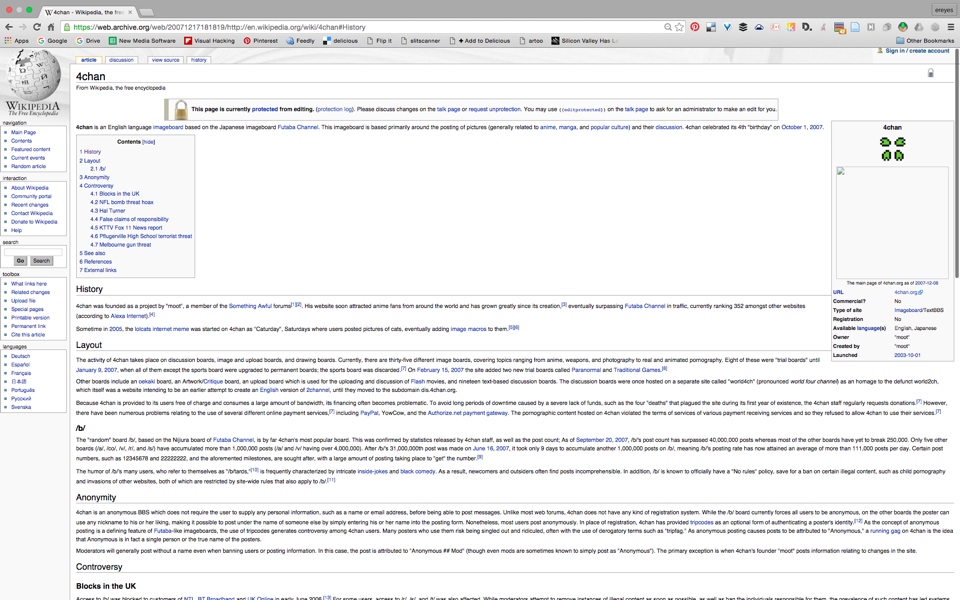 4chan - Wikipedia, the free
ereyes
https://web.archive.org/web/20071217181819/http://en.wikipedia.org/wiki/4chan#History
Apps Google Drive New Media Software Visual Hacking Pinterest Feedly delicious Flip it slitscanner + Add to Delicious artoo Silicon Valley Has Lo Other Bookmarks
Sign in / create account
article discussion view source history
WIKIPEDIA
The Free Encyclopedia
navigation
Main Page
Contents
Featured content
Current events
Random article
interaction
About Wikipedia
Community portal
Recent changes
Contact Wikipedia
Donate to Wikipedia
Help
search
Go Search
toolbox
What links here
Related changes
Upload file
Special pages
Printable version
Permanent link
Cite this article
languages
Deutsch
Español
Français
日本語
Português
Русский
Svenska
4chan
From Wikipedia, the free encyclopedia
This page is currently protected from editing. (protection log). Please discuss changes on the talk page or request unprotection. You may use {{editprotected}} on the talk page to ask for an administrator to make an edit for you.
4chan is an English language imageboard based on the Japanese imageboard Futaba Channel. This imageboard is based primarily around the posting of pictures (generally related to anime, manga, and popular culture) and their discussion. 4chan celebrated its 4th "birthday" on October 1, 2007.
Contents [hide]
1 History
2 Layout
2.1 /b/
3 Anonymity
4 Controversy
4.1 Blocks in the UK
4.2 NFL bomb threat hoax
4.3 Hal Turner
4.4 False claims of responsibility
4.5 KTTV Fox 11 News report
4.6 Pflugerville High School terrorist threat
4.7 Melbourne gun threat
5 See also
6 References
7 External links
4chan
The main page of 4chan.org as of 2007-12-06
URL 4chan.org
Commercial? No
Type of site Imageboard/TextBBS
Registration No
Available language(s) English, Japanese
Owner "moot"
Created by "moot"
Launched 2003-10-01
History
4chan was founded as a project by "moot", a member of the Something Awful forums[1][2]. His website soon attracted anime fans from around the world and has grown greatly since its creation,[3] eventually surpassing Futaba Channel in traffic, currently ranking 352 amongst other websites
(according to Alexa Internet).[4]
Sometime in 2005, the lolcats internet meme was started on 4chan as "Caturday", Saturdays where users posted pictures of cats, eventually adding image macros to them.[5][6]
Layout
The activity of 4chan takes place on discussion boards, image and upload boards, and drawing boards. Currently, there are thirty-five different image boards, covering topics ranging from anime, weapons, and photography to real and animated pornography. Eight of these were "trial boards" until
January 9, 2007, when all of them except the sports board were upgraded to permanent boards; the sports board was discarded.[7] On February 15, 2007 the site added two new trial boards called Paranormal and Traditional Games.[8]
Other boards include an oekaki board, an Artwork/Critique board, an upload board which is used for the uploading and discussion of Flash movies, and nineteen text-based discussion boards. The discussion boards were once hosted on a separate site called "world4ch" (pronounced world four channel) as an homage to the defunct world2ch,
which itself was a website intending to be an earlier attempt to create an English version of 2channel, until they moved to the subdomain dis.4chan.org.
Because 4chan is provided to its users free of charge and consumes a large amount of bandwidth, its financing often becomes problematic. To avoid long periods of downtime caused by a severe lack of funds, such as the four "deaths" that plagued the site during its first year of existence, the 4chan staff regularly requests donations.[7] However,
there have been numerous problems relating to the use of several different online payment services,[7] including PayPal, YowCow, and the Authorize.net payment gateway. The pornographic content hosted on 4chan violated the terms of services of various payment receiving services and so they refused to allow 4chan to use their services.[7]
/b/
The "random" board /b/, based on the Nijiura board of Futaba Channel, is by far 4chan's most popular board. This was confirmed by statistics released by 4chan staff, as well as the post count; As of September 20, 2007, /b/'s post count has surpassed 40,000,000 posts whereas most of the other boards have yet to break 250,000. Only five other
boards (/a/, /co/, /v/, /r/, and /s/) have accumulated more than 1,000,000 posts (/a/ and /v/ having over 4,000,000). After /b/'s 31,000,000th post was made on June 16, 2007, it took only 9 days to accumulate another 1,000,000 posts on /b/, meaning /b/'s posting rate has now attained an average of more than 111,000 posts per day. Certain post
numbers, such as 12345678 and 22222222, and the aforementioned milestones, are sought after, with a large amount of posting taking place to "get" the number.[9]
The humor of /b/'s many users, who refer to themselves as "/b/tards,"[10] is frequently characterized by intricate inside-jokes and black comedy. As a result, newcomers and outsiders often find posts incomprehensible. In addition, /b/ is known to officially have a "No rules" policy, save for a ban on certain illegal content, such as child pornography
and invasions of other websites, both of which are restricted by site-wide rules that also apply to /b/.[11]
Anonymity
4chan is an anonymous BBS which does not require the user to supply any personal information, such as a name or email address, before being able to post messages. Unlike most web forums, 4chan does not have any kind of registration system. While the /b/ board currently forces all users to be anonymous, on the other boards the poster can
use any nickname to his or her liking, making it possible to post under the name of someone else by simply entering his or her name into the posting form. Nonetheless, most users post anonymously. In place of registration, 4chan has provided tripcodes as an optional form of authenticating a poster's identity.[12] As the concept of anonymous
posting is a defining feature of Futaba-like imageboards, the use of tripcodes generates controversy among 4chan users. Many posters who use them risk being singled out and ridiculed, often with the use of derogatory terms such as "tripfag." As anonymous posting causes posts to be attributed to "Anonymous," a running gag on 4chan is the idea
that Anonymous is in fact a single person or the true name of the posters.
Moderators will generally post without a name even when banning users or posting information. In this case, the post is attributed to "Anonymous ## Mod" (though even mods are sometimes known to simply post as "Anonymous"). The primary exception is when 4chan's founder "moot" posts information relating to changes in the site.
Controversy
Blocks in the UK